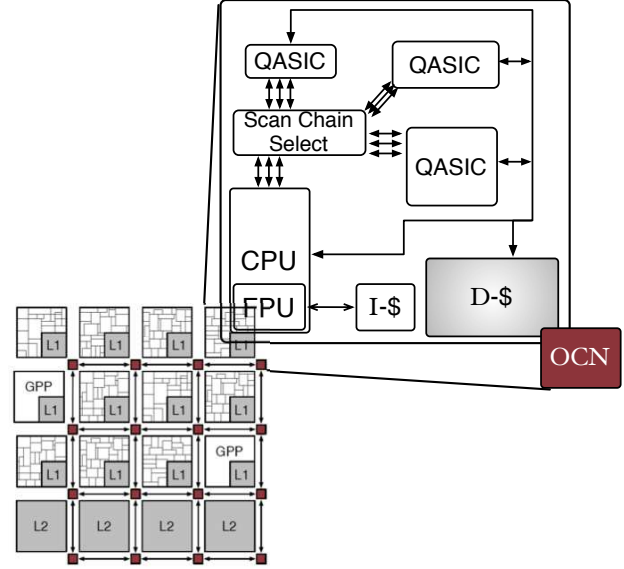 QASIC
QASIC
Scan Chain
Select
QASIC
CPU
FPU
I-$
D-$
OCN
L1
L1
L1
L1
GPP
L1
L1
L1
L1
L1
L1
L1
GPP
L1
L2
L2
L2
L2